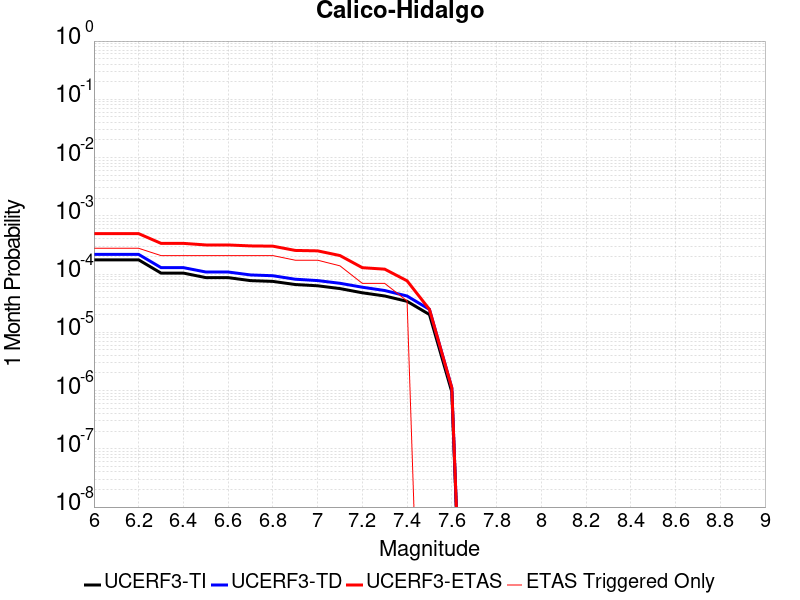 Calico-Hidalgo
10^0
10^-1
10^-2
10^-3
10^-4
10^-5
10^-6
10^-7
10^-8
1 Month Probability
6 6.2 6.4 6.6 6.8 7 7.2 7.4 7.6 7.8 8 8.2 8.4 8.6 8.8 9
Magnitude
UCERF3-TI UCERF3-TD UCERF3-ETAS ETAS Triggered Only